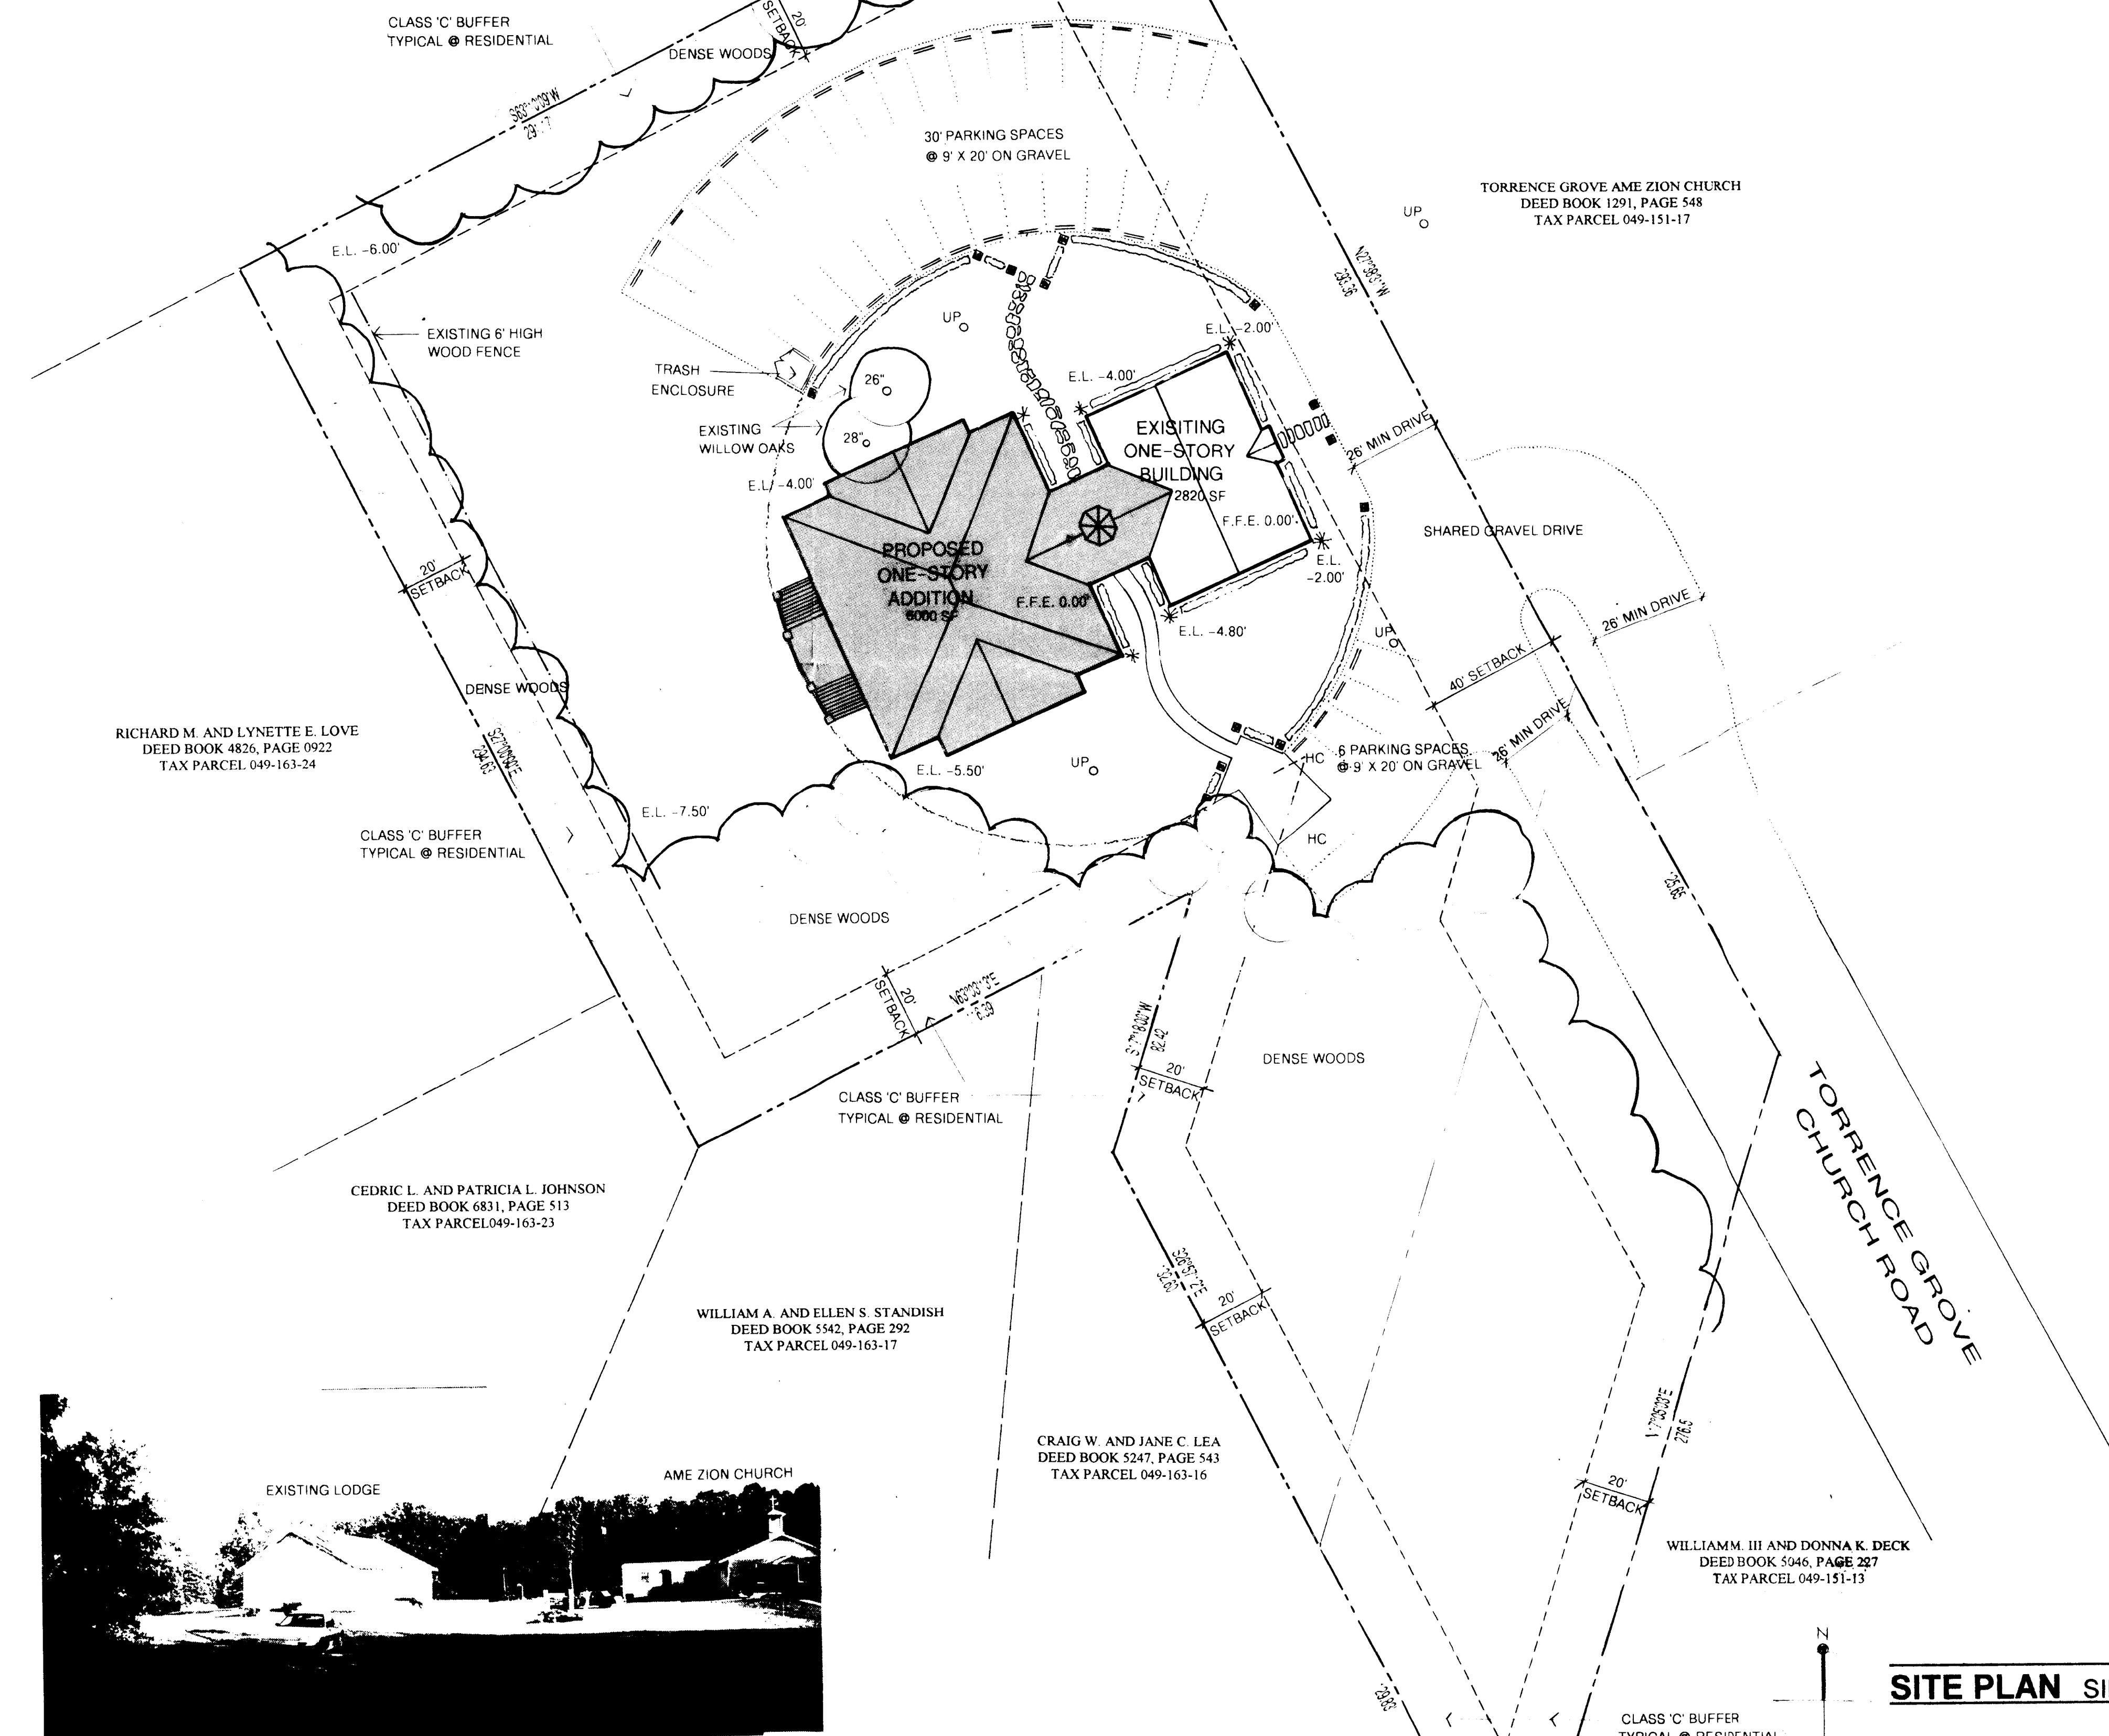 CLASS 'C' BUFFER
TYPICAL @ RESIDENTIAL
20'
SETBACK
DENSE WOODS
30' PARKING SPACES
@ 9' X 20' ON GRAVEL
TORRENCE GROVE AME ZION CHURCH
DEED BOOK 1291, PAGE 548
TAX PARCEL 049-151-17
UP
E.L. -6.00'
EXISTING 6' HIGH
WOOD FENCE
UP
E.L. -2.00'
TRASH
ENCLOSURE
26"
E.L. -4.00'
EXISTING
WILLOW OAKS
28"
EXISITING
ONE-STORY
BUILDING
2820 SF
26' MIN DRIVE
E.L. -4.00'
F.F.E. 0.00'
SHARED GRAVEL DRIVE
PROPOSED
ONE-STORY
ADDITION
F.F.E. 0.00'
E.L.
-2.00'
20'
SETBACK
26' MIN DRIVE
E.L. -4.80'
UP
40' SETBACK
DENSE WOODS
26' MIN DRIVE
RICHARD M. AND LYNETTE E. LOVE
DEED BOOK 4826, PAGE 0922
TAX PARCEL 049-163-24
6 PARKING SPACES
@ 9' X 20' ON GRAVEL
HC
E.L. -5.50'
UP
E.L. -7.50'
CLASS 'C' BUFFER
TYPICAL @ RESIDENTIAL
HC
DENSE WOODS
20'
SETBACK
82.42
DENSE WOODS
20'
SETBACK
CLASS 'C' BUFFER
TYPICAL @ RESIDENTIAL
TORRENCE GROVE
CHURCH ROAD
CEDRIC L. AND PATRICIA L. JOHNSON
DEED BOOK 6831, PAGE 513
TAX PARCEL049-163-23
20'
SETBACK
WILLIAM A. AND ELLEN S. STANDISH
DEED BOOK 5542, PAGE 292
TAX PARCEL 049-163-17
CRAIG W. AND JANE C. LEA
DEED BOOK 5247, PAGE 543
TAX PARCEL 049-163-16
20'
SETBACK
EXISTING LODGE
AME ZION CHURCH
WILLIAM M. III AND DONNA K. DECK
DEED BOOK 5046, PAGE 227
TAX PARCEL 049-151-13
N
SITE PLAN
CLASS 'C' BUFFER
TYPICAL @ RESIDENTIAL